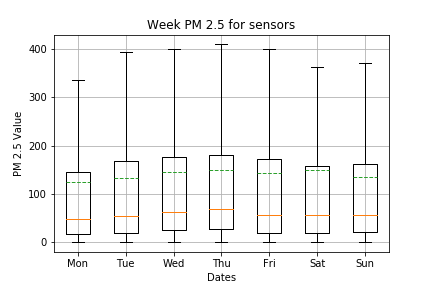 Week PM 2.5 for sensors
PM 2.5 Value
400
300
200
100
0
Mon Tue Wed Thu Fri Sat Sun
Dates